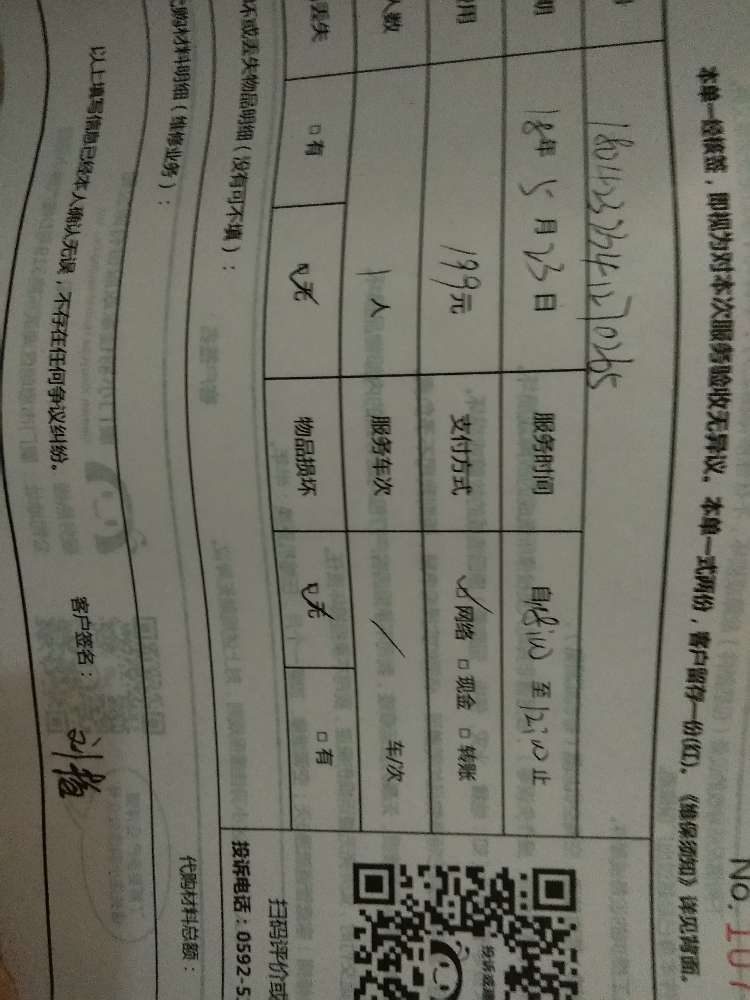 No. 107
本单一经核签，即视为对本次服务验收无异议。本单一式两份，客户留存一份(红)。《维保须知》详见背面。
期 18年5月23日 服务时间 自 至12:00止
用 199元 支付方式 ☑网络 □现金 □转账
人数 1人 服务车次 / 车/次
丢失 □有 ☑无 物品损坏 ☑无 □有
坏或丢失物品明细（没有可不填）：
扫码评价或
投诉电话：0592-5
购材料明细（维修业务）：
代购材料总额：
以上填写信息已经本人确认无误，不存在任何争议纠纷。
客户签名：